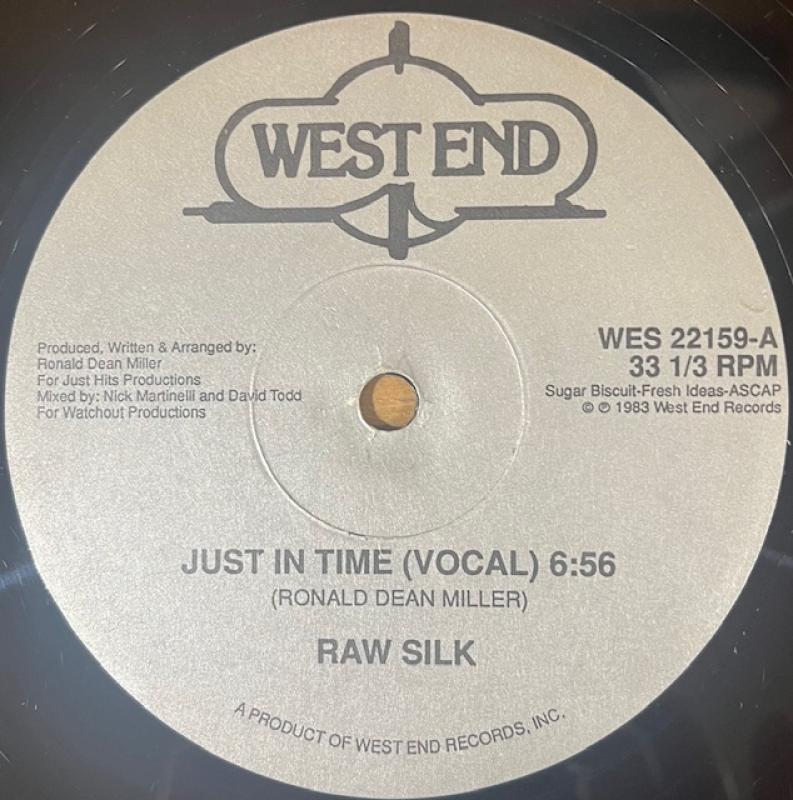 WEST END
Produced, Written & Arranged by:
Ronald Dean Miller
For Just Hits Productions
Mixed by: Nick Martinelli and David Todd
For Watchout Productions
WES 22159-A
33 1/3 RPM
Sugar Biscuit-Fresh Ideas-ASCAP
© ℗ 1983 West End Records
JUST IN TIME (VOCAL) 6:56
(RONALD DEAN MILLER)
RAW SILK
A PRODUCT OF WEST END RECORDS, INC.